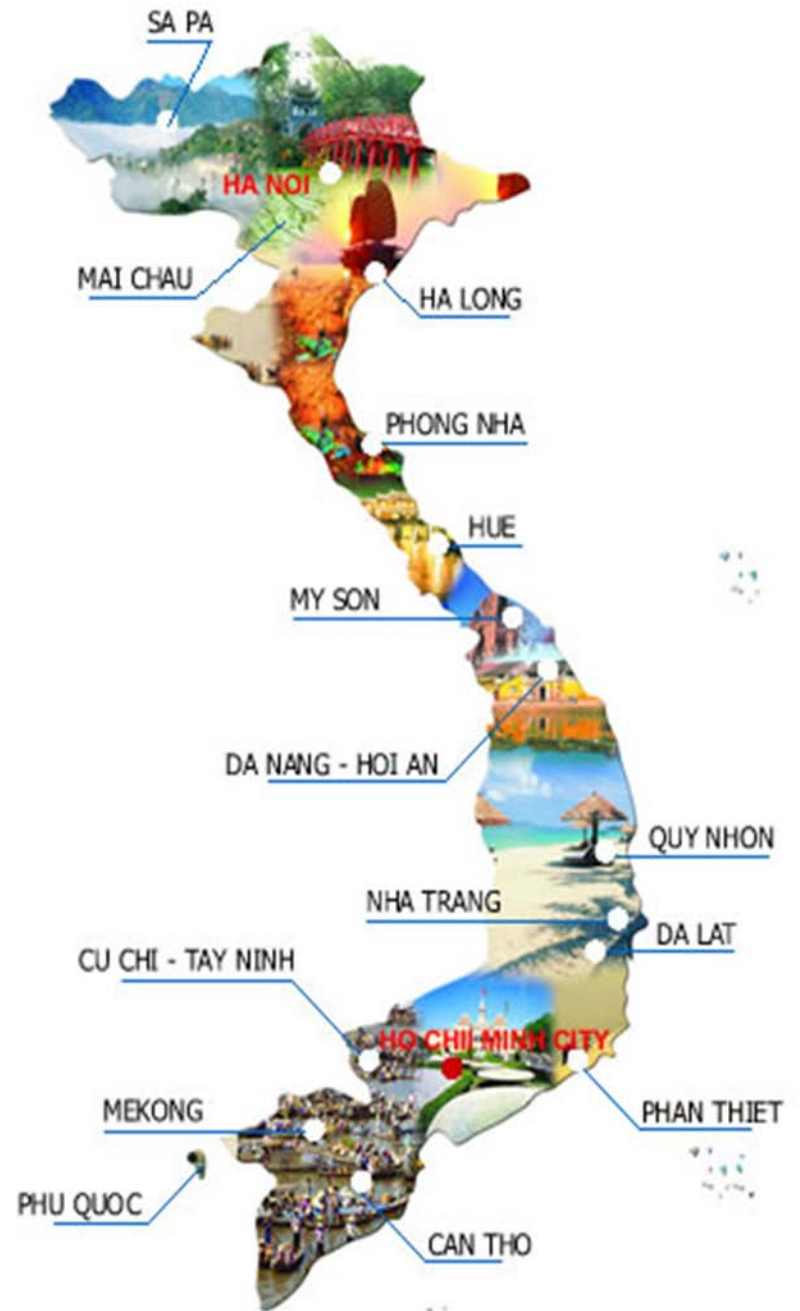 SA PA
HA NOI
MAI CHAU
HA LONG
PHONG NHA
HUE
MY SON
DA NANG - HOI AN
QUY NHON
NHA TRANG
DA LAT
CU CHI - TAY NINH
HO CHII MINH CITY
MEKONG
PHAN THIET
PHU QUOC
CAN THO